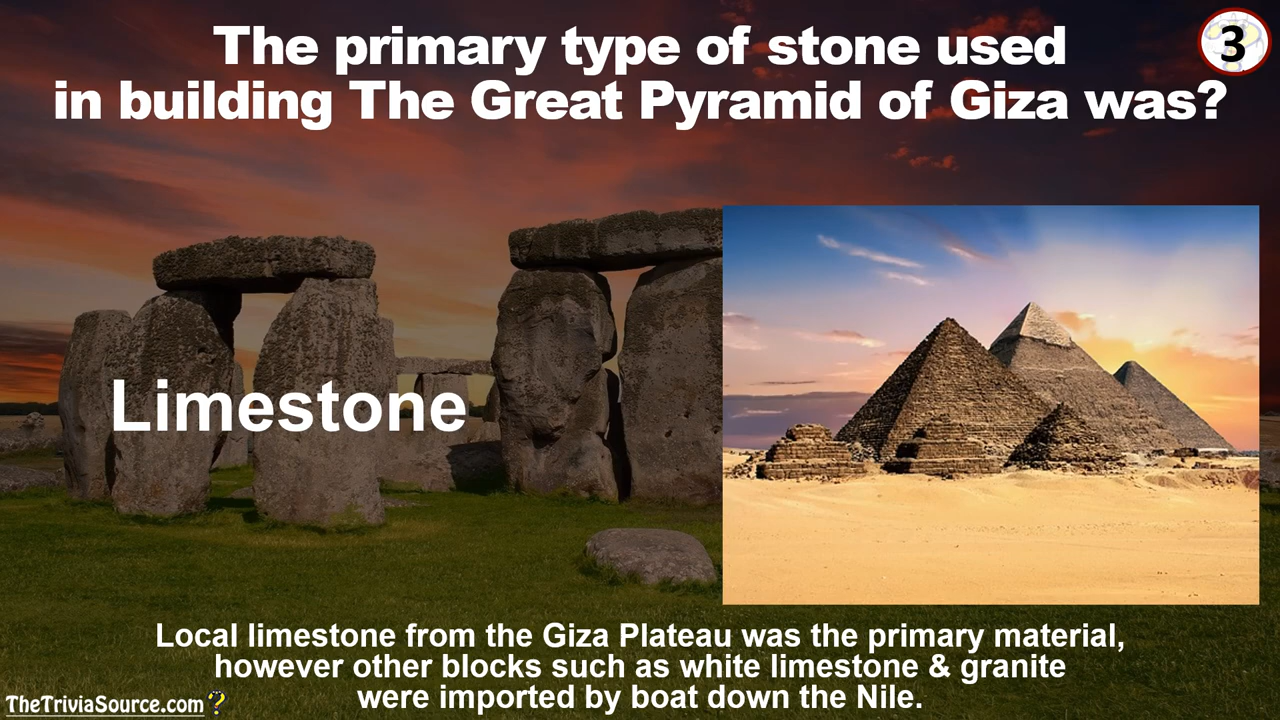 The primary type of stone used
in building The Great Pyramid of Giza was?
3
Limestone
Local limestone from the Giza Plateau was the primary material,
however other blocks such as white limestone & granite
were imported by boat down the Nile.
TheTriviaSource.com?